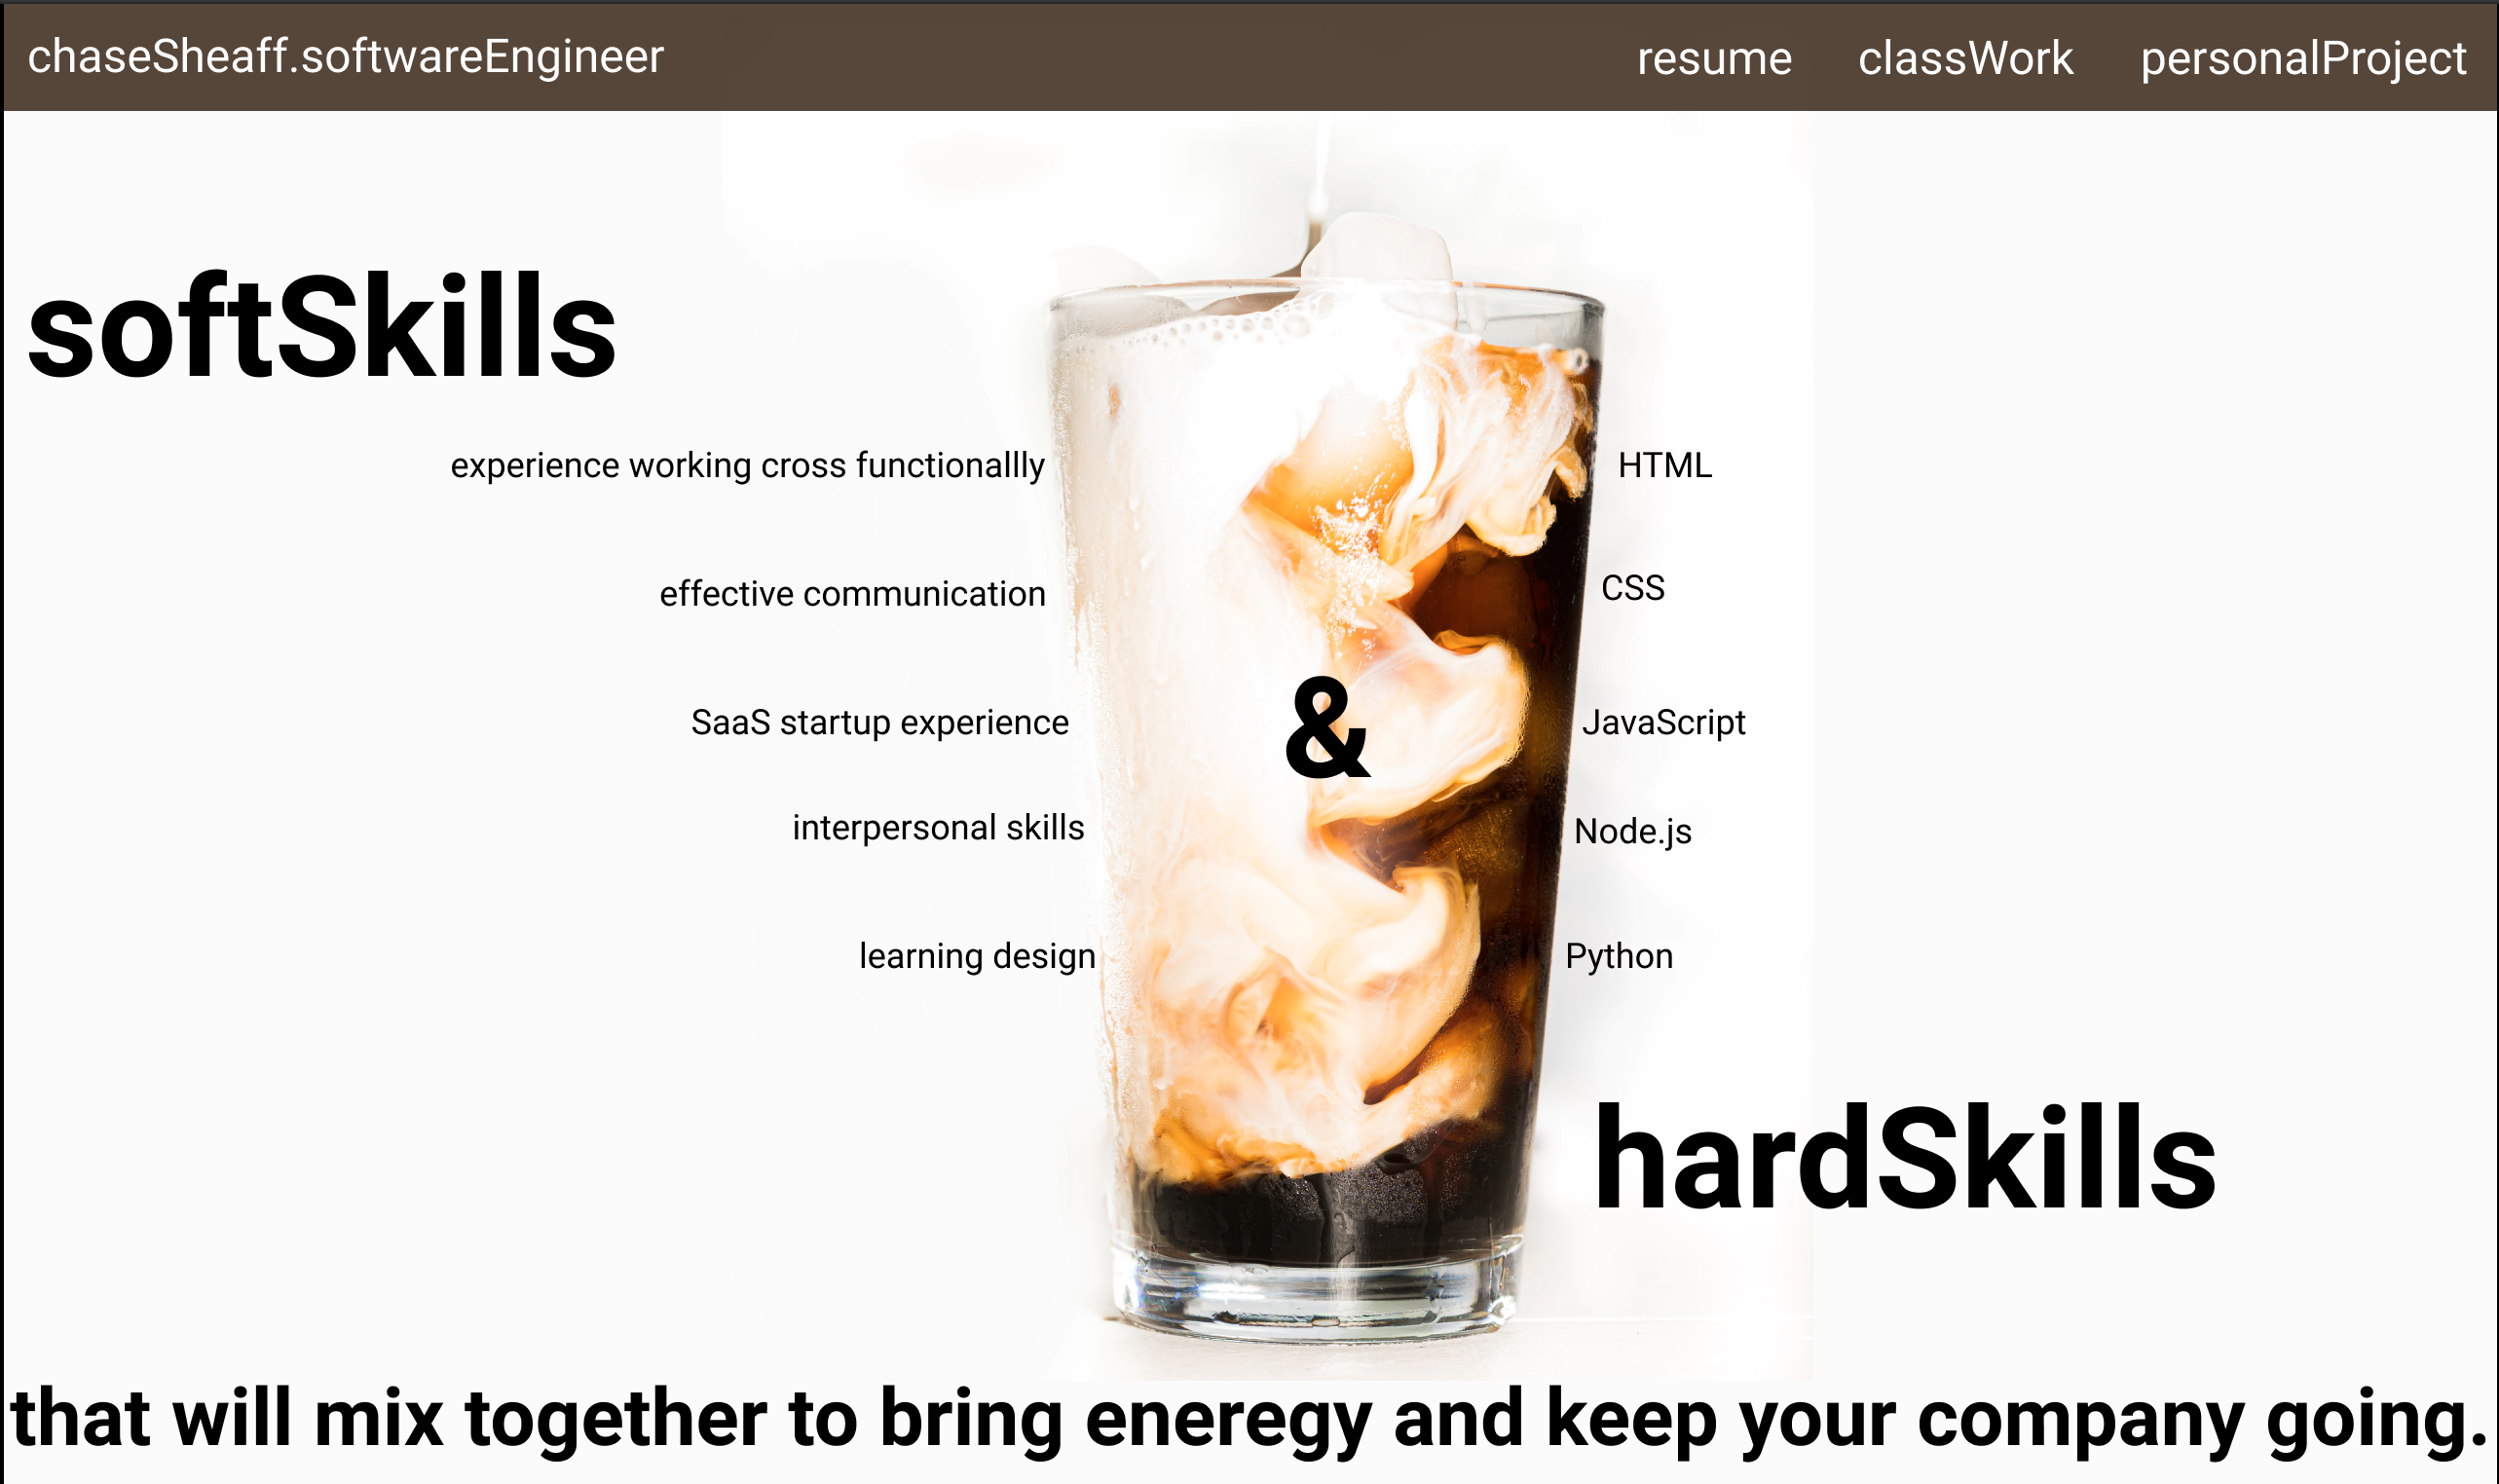 chaseSheaff.softwareEngineer resume classWork personalProject
softSkills
experience working cross functionallly
HTML
effective communication
CSS
&
SaaS startup experience
JavaScript
interpersonal skills
Node.js
learning design
Python
hardSkills
that will mix together to bring eneregy and keep your company going.